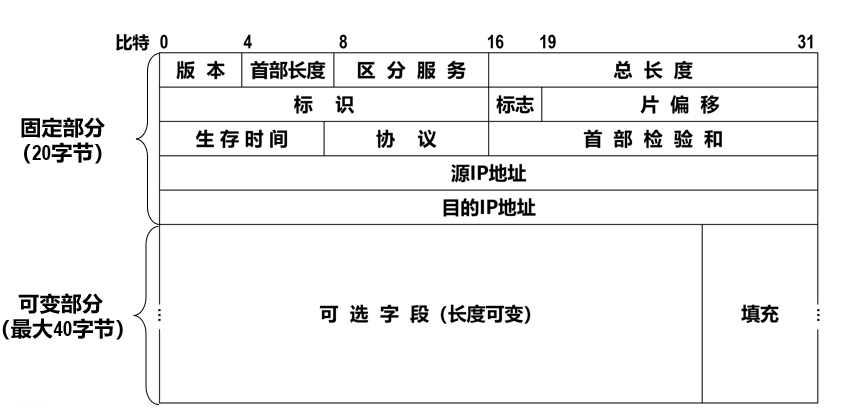 比特 0 4 8 16 19 31
版 本 首部长度 区 分 服 务 总 长 度
标 识 标志 片 偏 移
固定部分
(20字节)
生 存 时 间 协 议 首 部 检 验 和
源IP地址
目的IP地址
可变部分
(最大40字节)
可 选 字 段 (长度可变) 填充